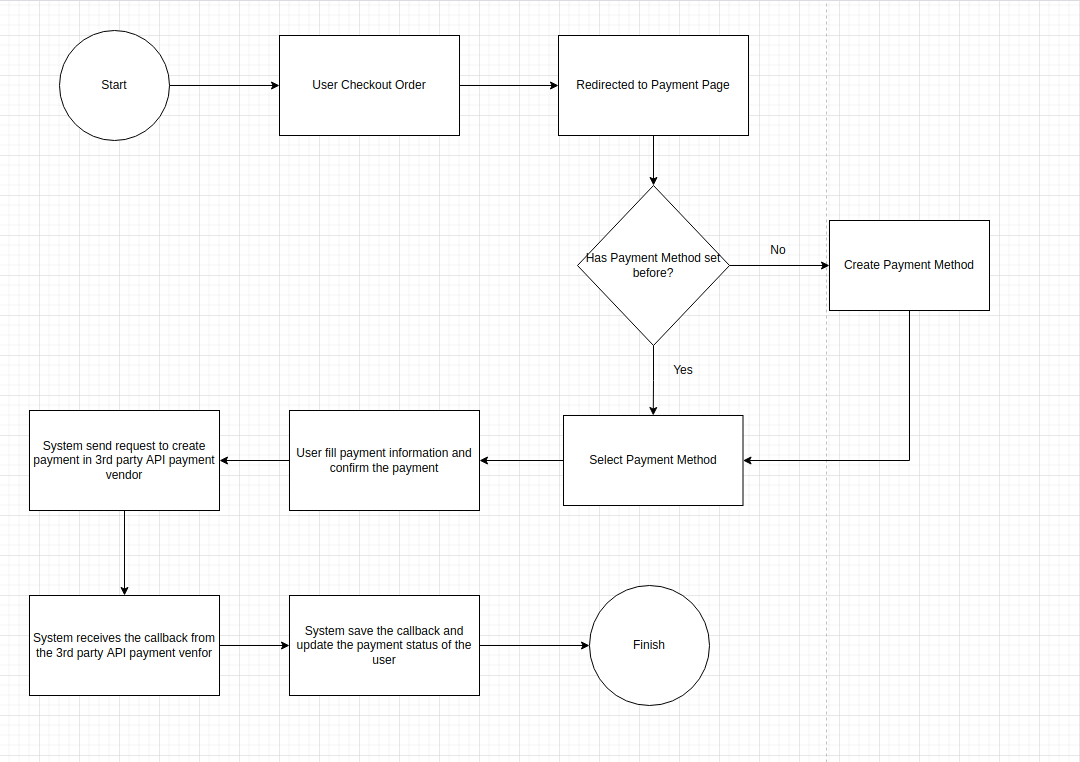 Start
User Checkout Order
Redirected to Payment Page
Has Payment Method set
before?
No
Create Payment Method
Yes
Select Payment Method
User fill payment information and
confirm the payment
System send request to create
payment in 3rd party API payment
vendor
System receives the callback from
the 3rd party API payment venfor
System save the callback and
update the payment status of the
user
Finish